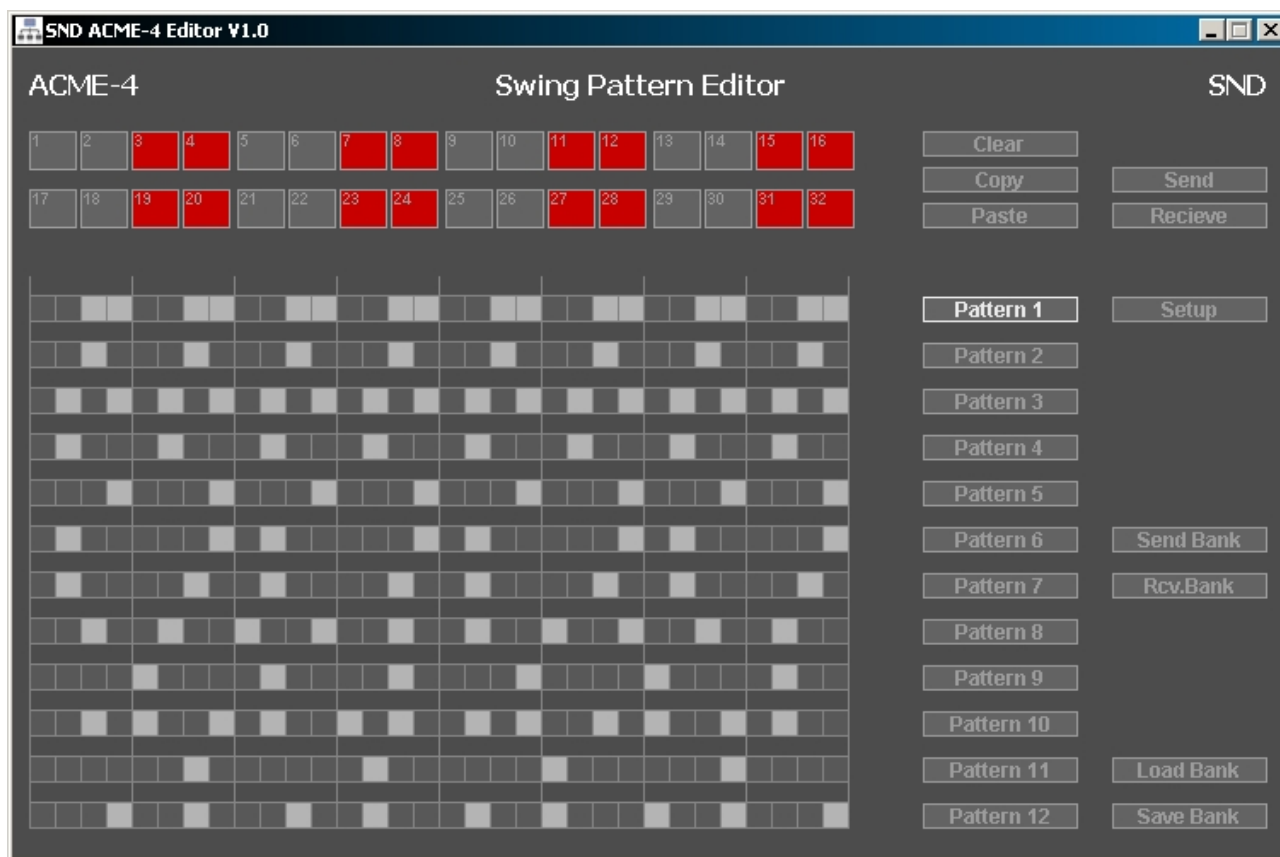 SND ACME-4 Editor V1.0
ACME-4 Swing Pattern Editor SND
1 2 3 4 5 6 7 8 9 10 11 12 13 14 15 16 Clear
Copy Send
17 18 19 20 21 22 23 24 25 26 27 28 29 30 31 32 Paste Recieve
Pattern 1 Setup
Pattern 2
Pattern 3
Pattern 4
Pattern 5
Pattern 6 Send Bank
Pattern 7 Rcv.Bank
Pattern 8
Pattern 9
Pattern 10
Pattern 11 Load Bank
Pattern 12 Save Bank